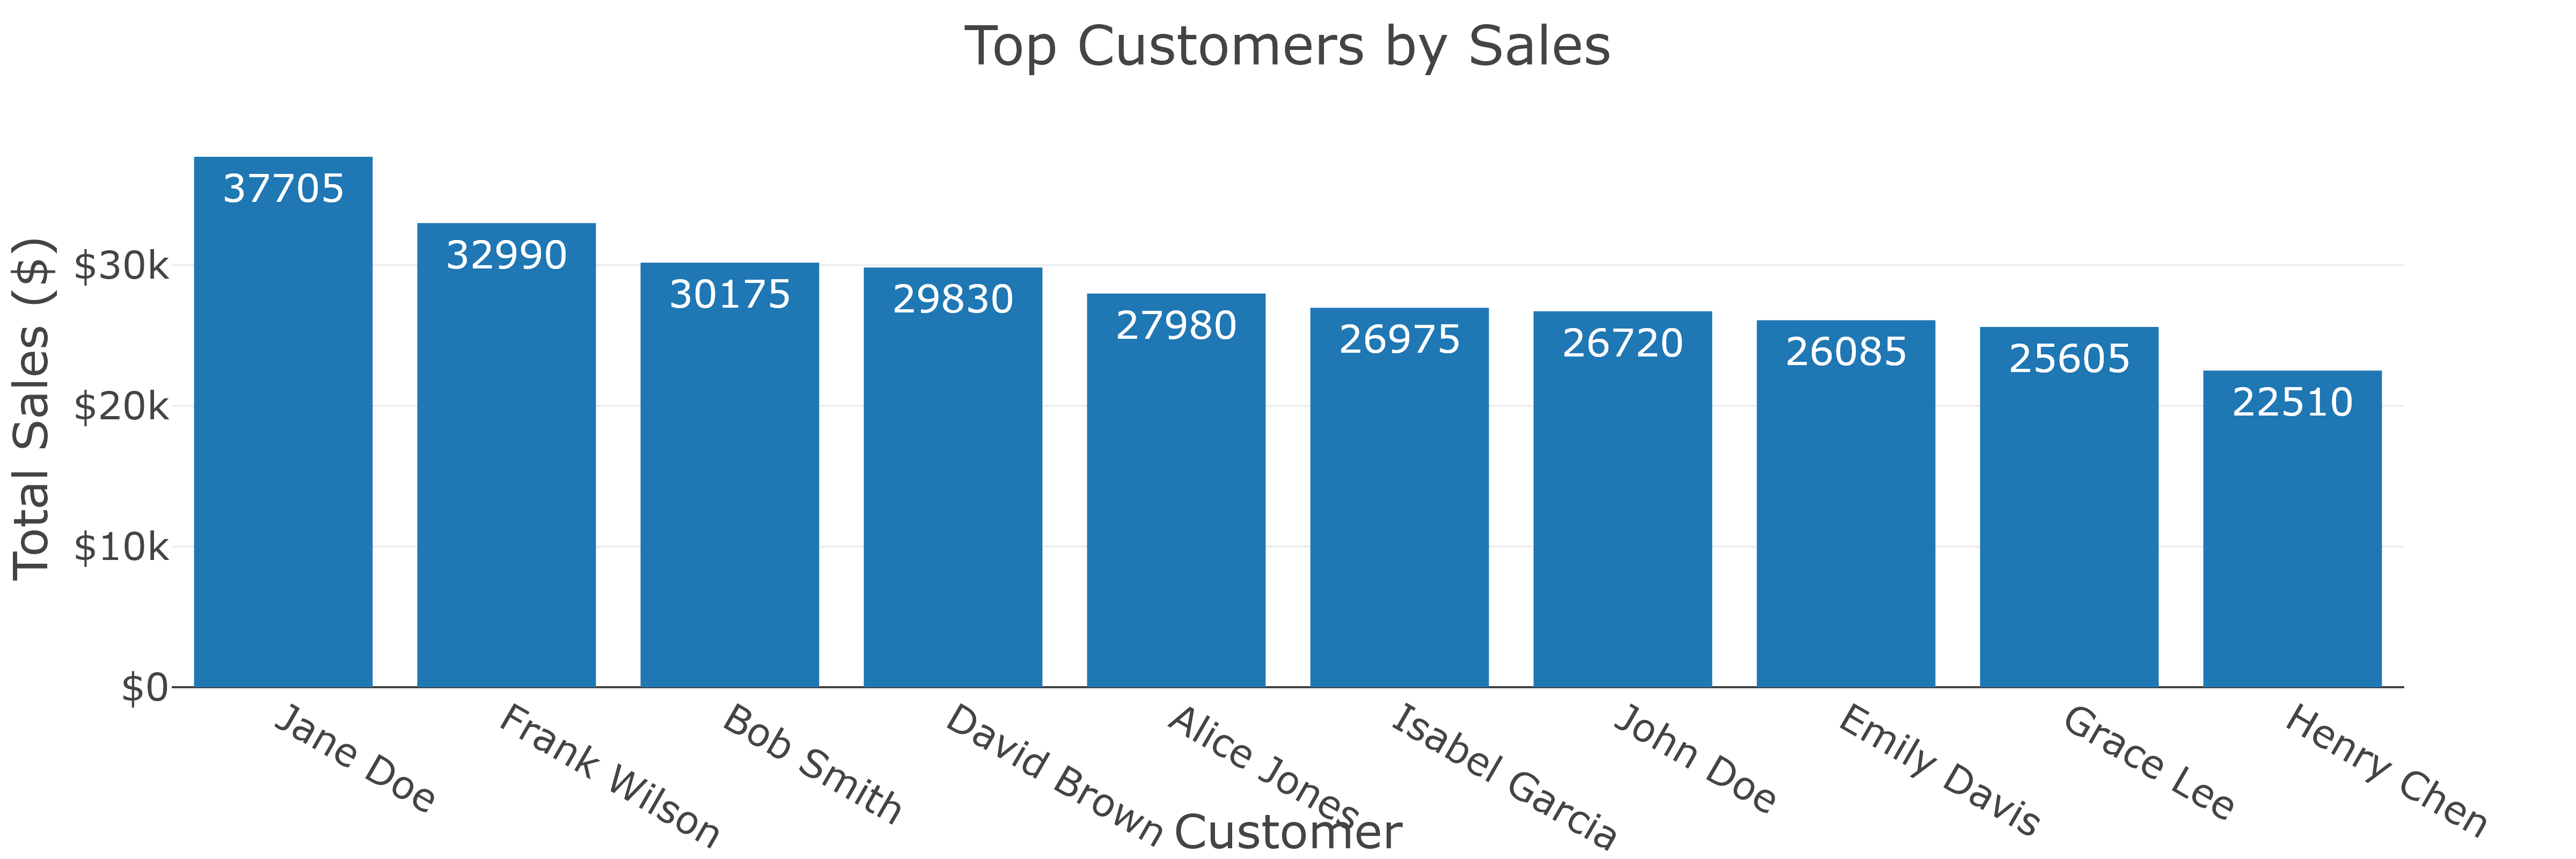 Top Customers by Sales
Total Sales ($)
$30k
$20k
$10k
$0
37705
32990
30175
29830
27980
26975
26720
26085
25605
22510
Jane Doe
Frank Wilson
Bob Smith
David Brown
Alice Jones
Isabel Garcia
John Doe
Emily Davis
Grace Lee
Henry Chen
Customer